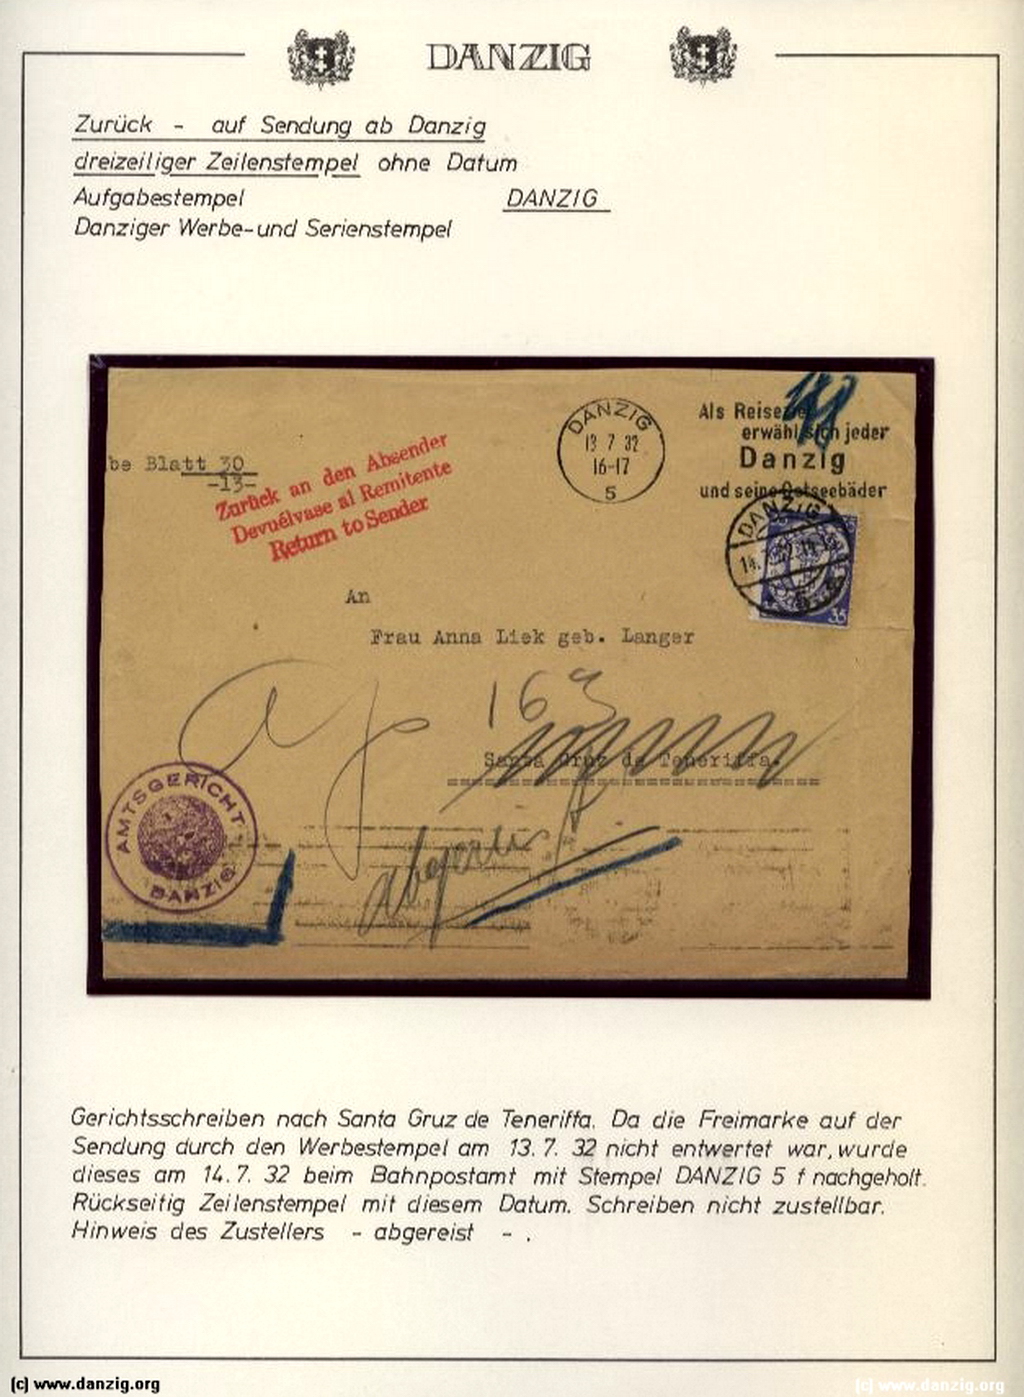 DANZIG
Zurück - auf Sendung ab Danzig
dreizeiliger Zeilenstempel ohne Datum
Aufgabestempel DANZIG
Danziger Werbe-und Serienstempel
be Blatt 30
-13-
Zurück an den Absender
Devuélvase al Remitente
Return to Sender
DANZIG
13 7 32
16-17
5
Als Reiseziel
erwählt sich jeder
Danzig
und seine Ostseebäder
DANZIG
14.
35
An
Frau Anna Liek geb. Langer
163
Santa Gruz de Teneriffa.
AMTSGERICHT
DANZIG
Gerichtsschreiben nach Santa Gruz de Teneriffa. Da die Freimarke auf der
Sendung durch den Werbestempel am 13. 7. 32 nicht entwertet war, wurde
dieses am 14. 7. 32 beim Bahnpostamt mit Stempel DANZIG 5 f nachgeholt.
Rückseitig Zeilenstempel mit diesem Datum. Schreiben nicht zustellbar.
Hinweis des Zustellers - abgereist - .
(c) www.danzig.org
(c) www.danzig.org